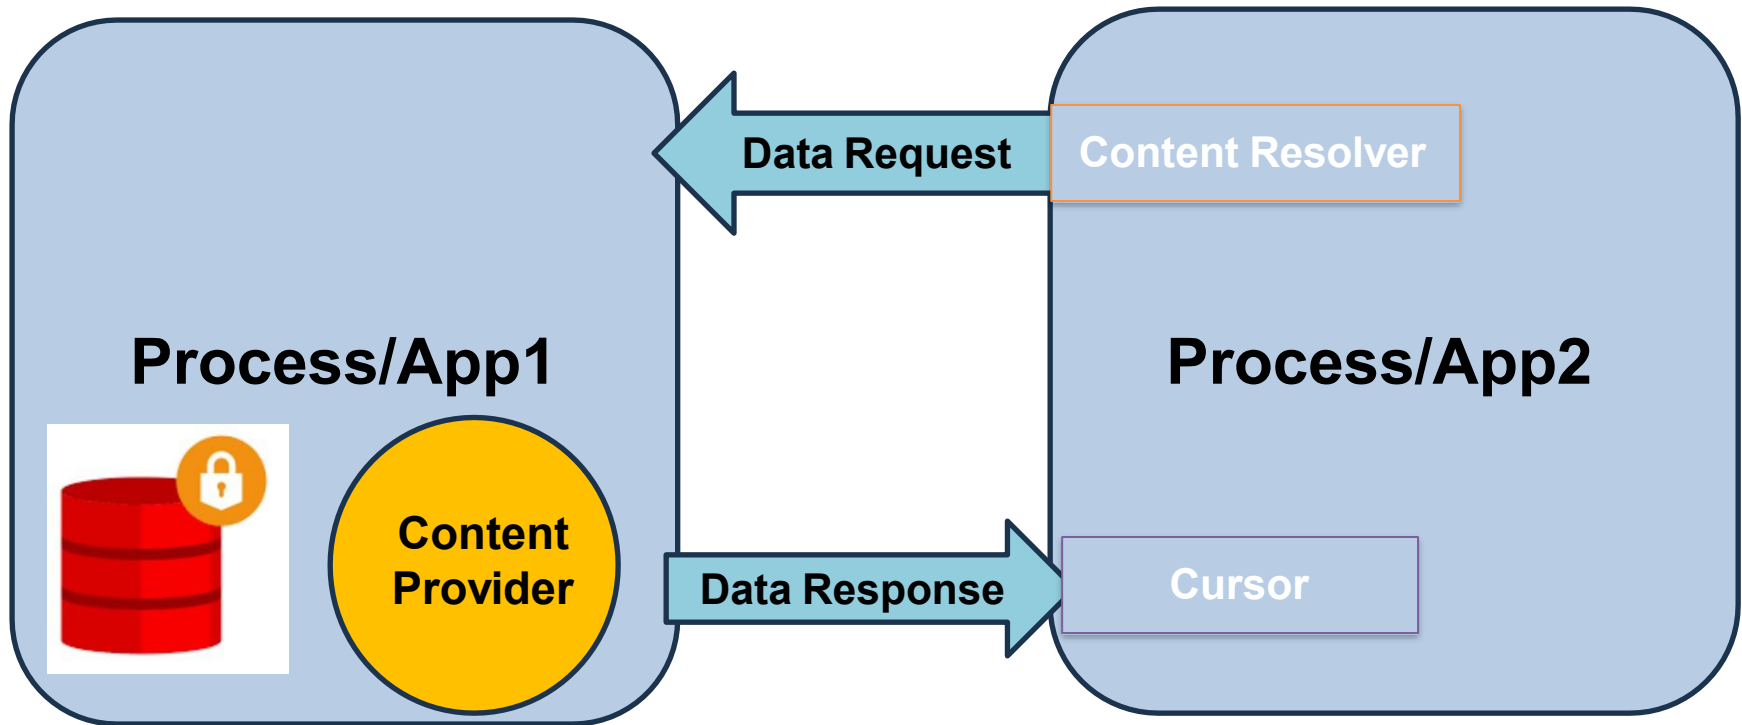 Data Request
Content Resolver
Process/App1
Process/App2
Content
Provider
Data Response
Cursor